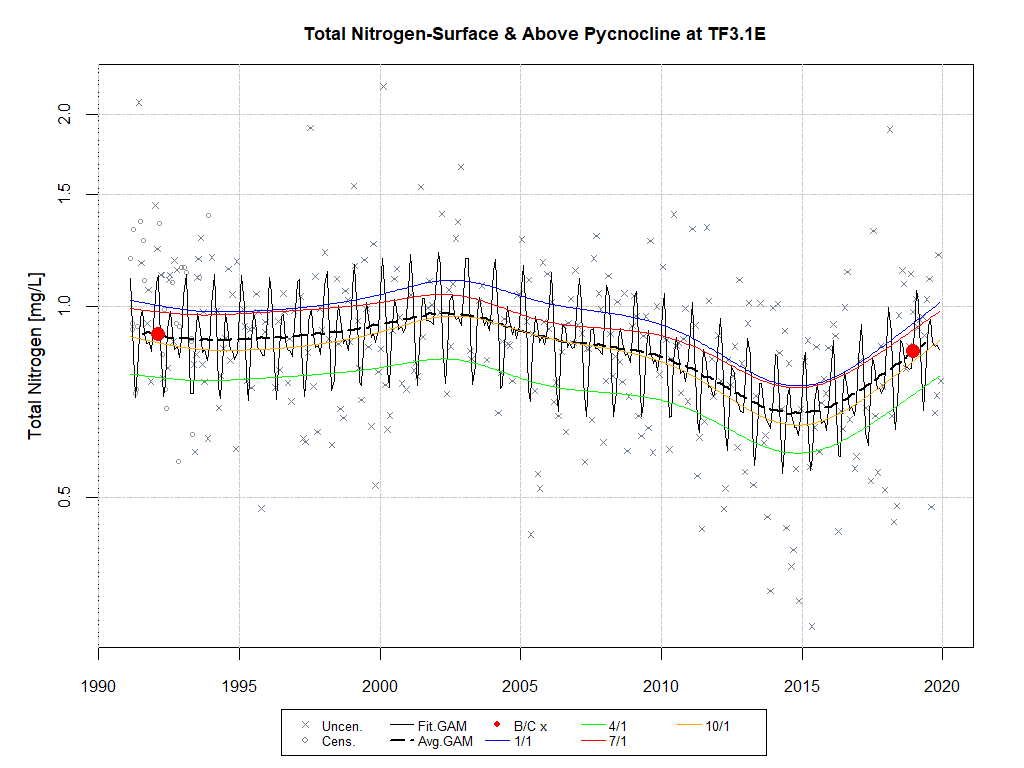 Total Nitrogen-Surface & Above Pycnocline at TF3.1E
Total Nitrogen [mg/L]
2.0
1.5
1.0
0.5
1990 1995 2000 2005 2010 2015 2020
Uncen. Fit.GAM B/C x 4/1 10/1
Cens. Avg.GAM 1/1 7/1